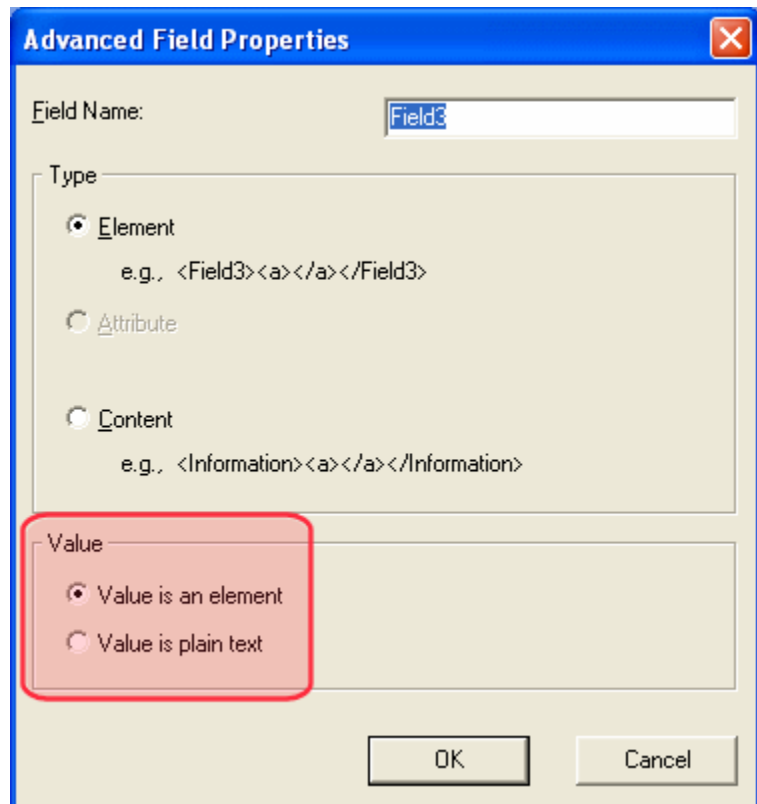 Advanced Field Properties
Field Name: Field3
Type
Element
e.g., <Field3><a></a></Field3>
Attribute
Content
e.g., <Information><a></a></Information>
Value
Value is an element
Value is plain text
OK Cancel